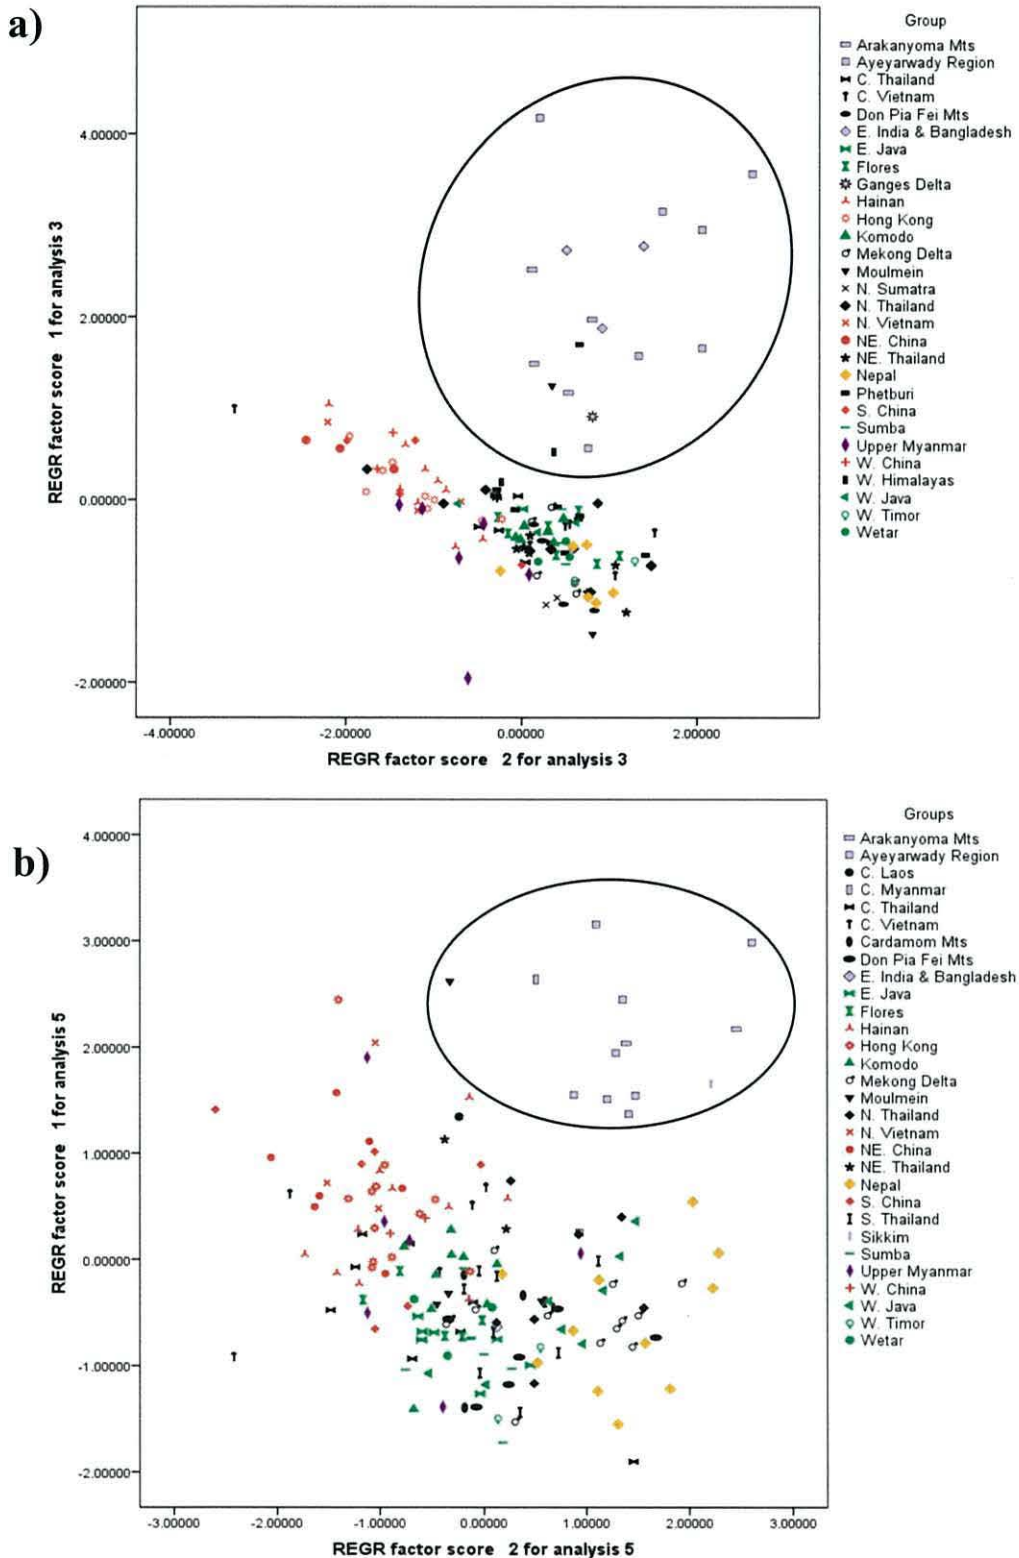 a)
Group
Arakanyoma Mts
Ayeyarwady Region
C. Thailand
C. Vietnam
Don Pia Fei Mts
E. India & Bangladesh
E. Java
Flores
Ganges Delta
Hainan
Hong Kong
Komodo
Mekong Delta
Moulmein
N. Sumatra
N. Thailand
N. Vietnam
NE. China
NE. Thailand
Nepal
Phetburi
S. China
Sumba
Upper Myanmar
W. China
W. Himalayas
W. Java
W. Timor
Wetar
REGR factor score 1 for analysis 3
4.00000
2.00000
0.00000
-2.00000
-4.00000 -2.00000 0.00000 2.00000
REGR factor score 2 for analysis 3
b)
Groups
Arakanyoma Mts
Ayeyarwady Region
C. Laos
C. Myanmar
C. Thailand
C. Vietnam
Cardamom Mts
Don Pia Fei Mts
E. India & Bangladesh
E. Java
Flores
Hainan
Hong Kong
Komodo
Mekong Delta
Moulmein
N. Thailand
N. Vietnam
NE. China
NE. Thailand
Nepal
S. China
S. Thailand
Sikkim
Sumba
Upper Myanmar
W. China
W. Java
W. Timor
Wetar
REGR factor score 1 for analysis 5
4.00000
3.00000
2.00000
1.00000
0.00000
-1.00000
-2.00000
-3.00000 -2.00000 -1.00000 0.00000 1.00000 2.00000 3.00000
REGR factor score 2 for analysis 5